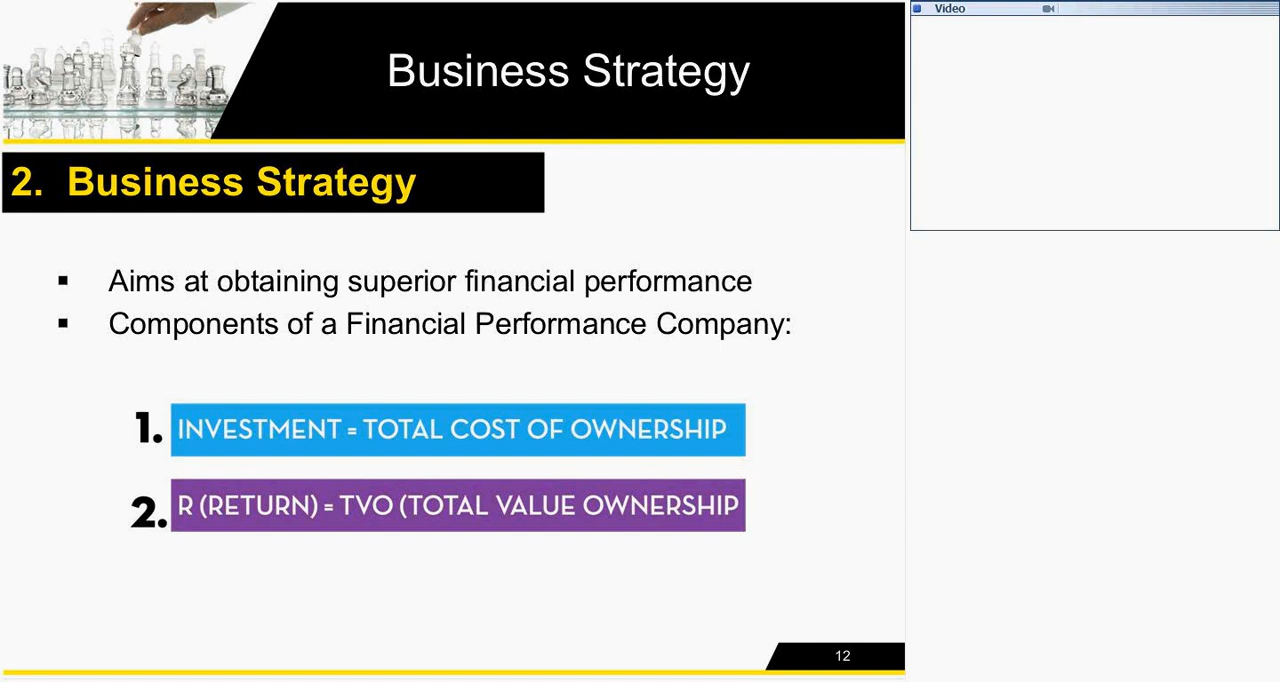 Business Strategy
Video
2. Business Strategy
▪ Aims at obtaining superior financial performance
▪ Components of a Financial Performance Company:
1. INVESTMENT = TOTAL COST OF OWNERSHIP
2. R (RETURN) = TVO (TOTAL VALUE OWNERSHIP
12